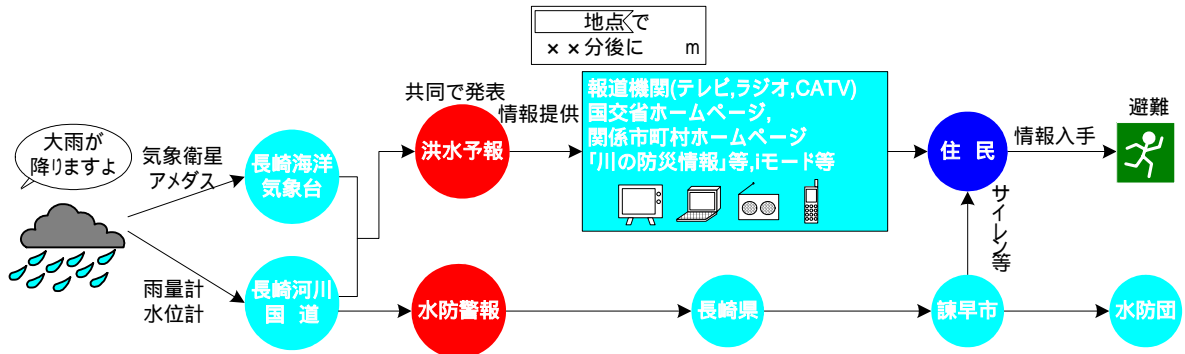 地点で
××分後に m
共同で発表
情報提供
報道機関(テレビ,ラジオ,CATV)
国交省ホームページ,
関係市町村ホームページ
「川の防災情報」等,iモード等
避難
大雨が
降りますよ
気象衛星
アメダス
長崎海洋
気象台
洪水予報
住 民
情報入手
サイレン等
雨量計
水位計
長崎河川
国 道
水防警報
長崎県
諫早市
水防団